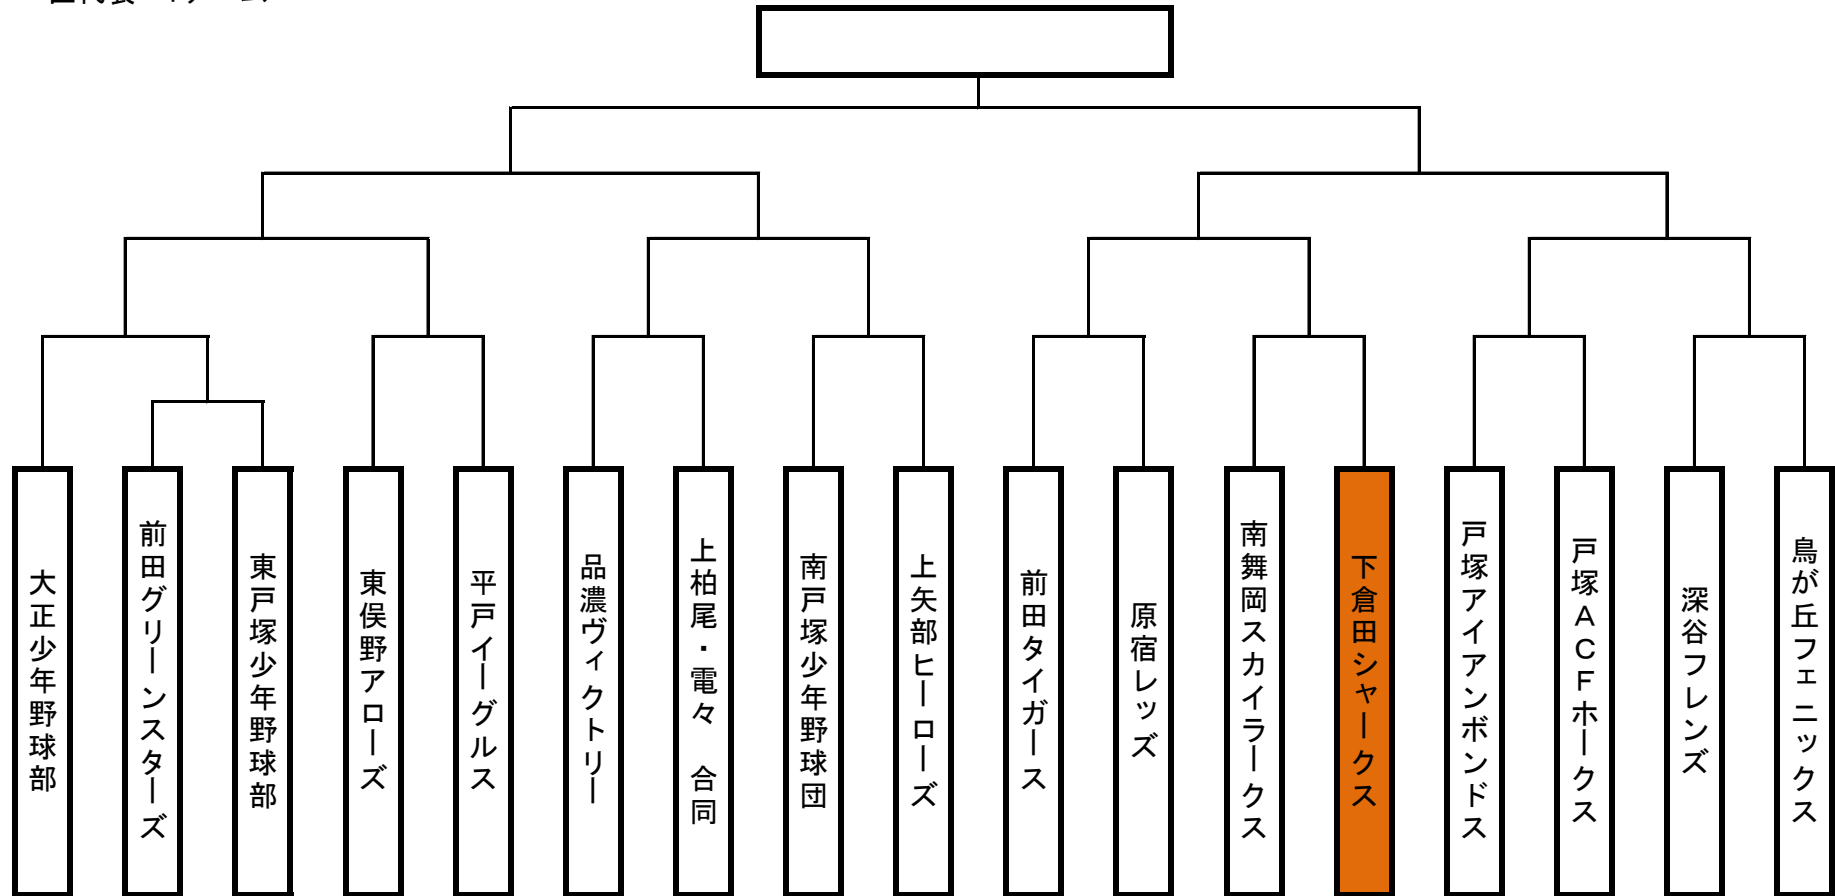 大正少年野球部
前田グリーンスターズ
東戸塚少年野球部
東俣野アローズ
平戸イーグルス
品濃ヴィクトリー
上柏尾・電々 合同
南戸塚少年野球団
上矢部ヒーローズ
前田タイガース
原宿レッズ
南舞岡スカイラークス
下倉田シャークス
戸塚アイアンボンドス
戸塚ACFホークス
深谷フレンズ
鳥が丘フェニックス